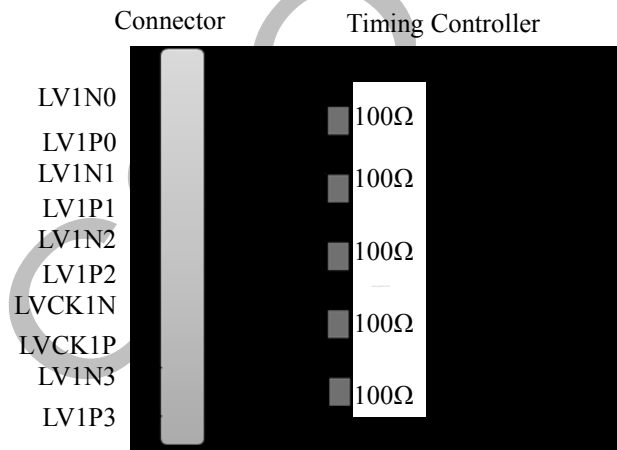 Connector Timing Controller
LV1N0
100Ω
LV1P0
LV1N1
100Ω
LV1P1
LV1N2
100Ω
LV1P2
LVCK1N
100Ω
LVCK1P
LV1N3
100Ω
LV1P3